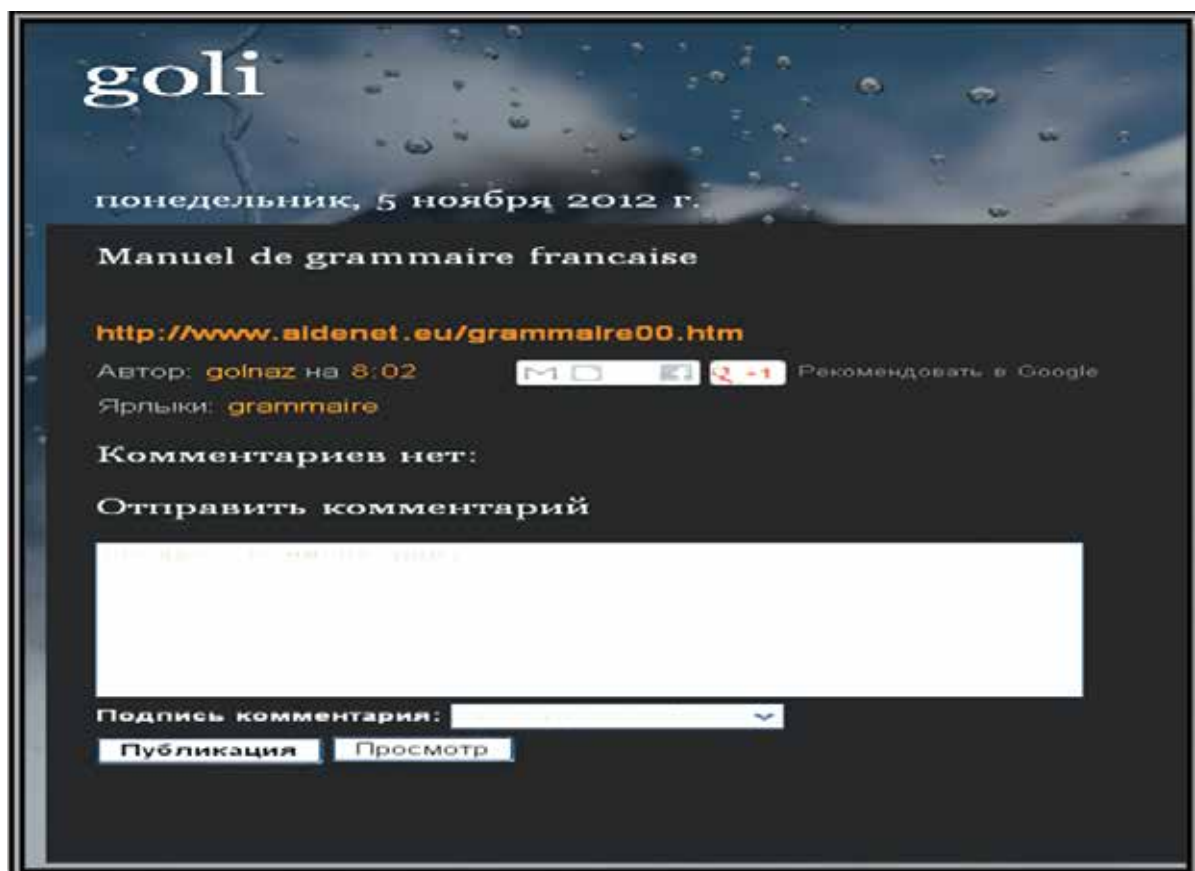 goli
понедельник, 5 ноября 2012 г.
Manuel de grammaire francaise
http://www.aidenet.eu/grammaire00.htm
Автор: golnaz на 8:02 +1 Рекомендовать в Google
Ярлыки: grammaire
Комментариев нет:
Отправить комментарий
Подпись комментария:
Публикация Просмотр